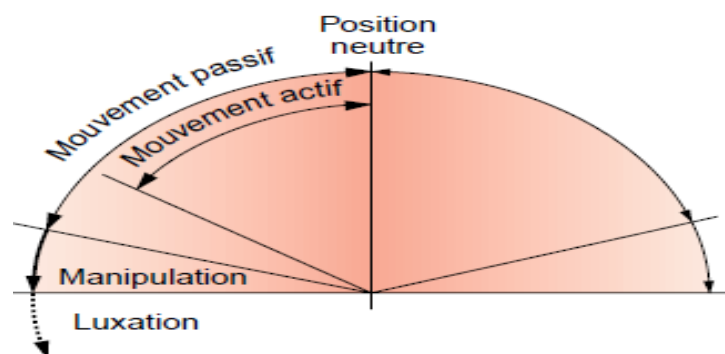 Position
neutre
Mouvement passif
Mouvement actif
Manipulation
Luxation